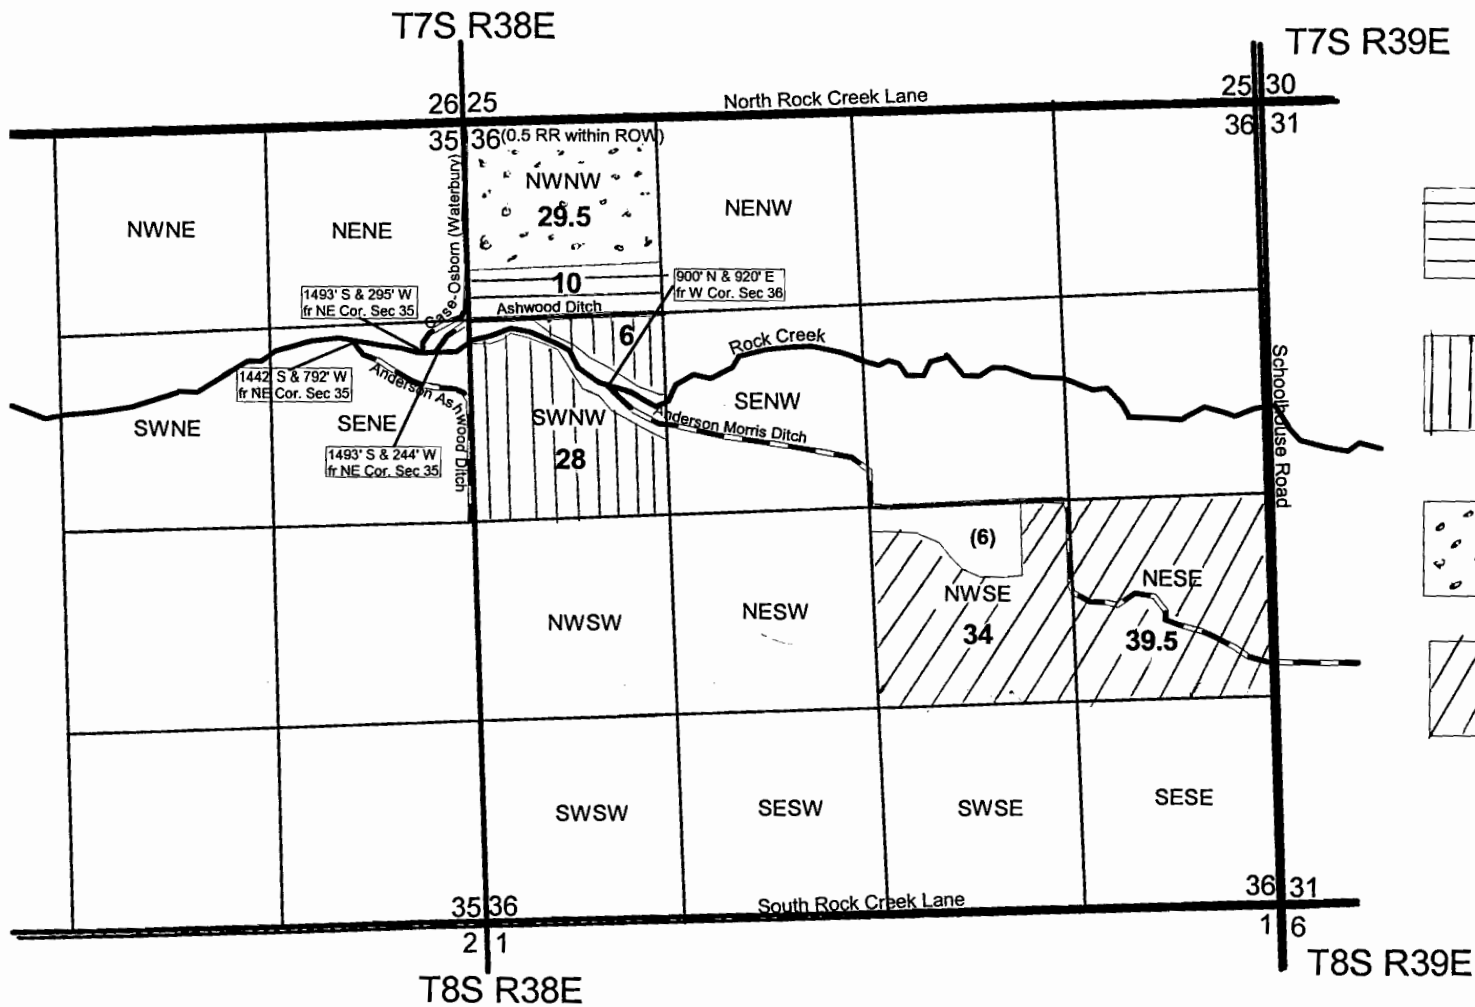 T7S R38E
T7S R39E
26 25
North Rock Creek Lane
25 30
35 36 (0.5 RR within ROW)
36 31
NWNW
29.5
NWNE
NENE
Case-Osborn (Waterbury)
NENW
10
1493' S & 295' W
fr NE Cor. Sec 35
900' N & 920' E
fr W Cor. Sec 36
Ashwood Ditch
6
Rock Creek
1442' S & 792' W
fr NE Cor. Sec 35
Anderson Ashwood Ditch
Schoolhouse Road
SWNE
SENE
SWNW
SENW
Anderson Morris Ditch
1493' S & 244' W
fr NE Cor. Sec 35
28
(6)
NWSE
34
NESE
39.5
NWSW
NESW
SWSW
SESW
SWSE
SESE
35 36
South Rock Creek Lane
36 31
2 1
1 6
T8S R38E
T8S R39E